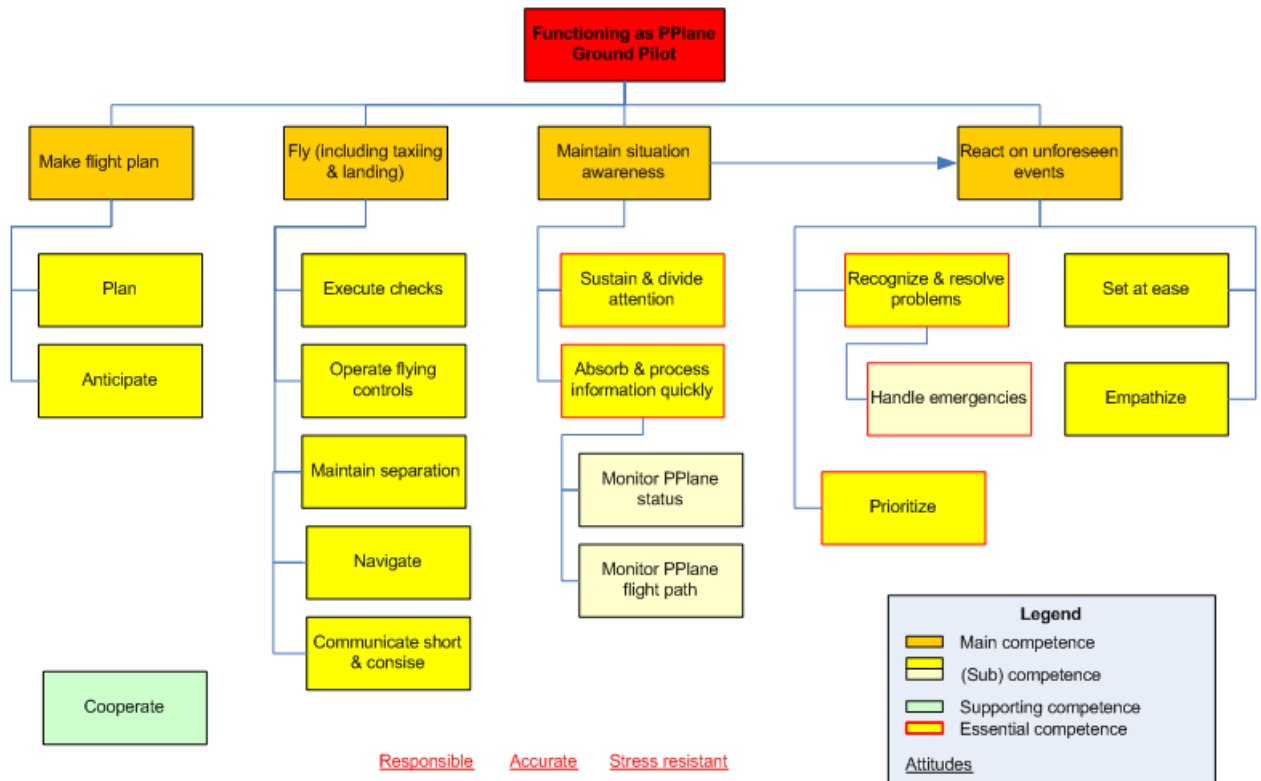 Functioning as PPlane
Ground Pilot
Make flight plan
Fly (including taxiing
& landing)
Maintain situation
awareness
React on unforeseen
events
Plan
Anticipate
Execute checks
Operate flying
controls
Maintain separation
Navigate
Communicate short
& consise
Sustain & divide
attention
Absorb & process
information quickly
Monitor PPlane
status
Monitor PPlane
flight path
Recognize & resolve
problems
Handle emergencies
Prioritize
Set at ease
Empathize
Cooperate
Responsible
Accurate
Stress resistant
Legend
Main competence
(Sub) competence
Supporting competence
Essential competence
Attitudes